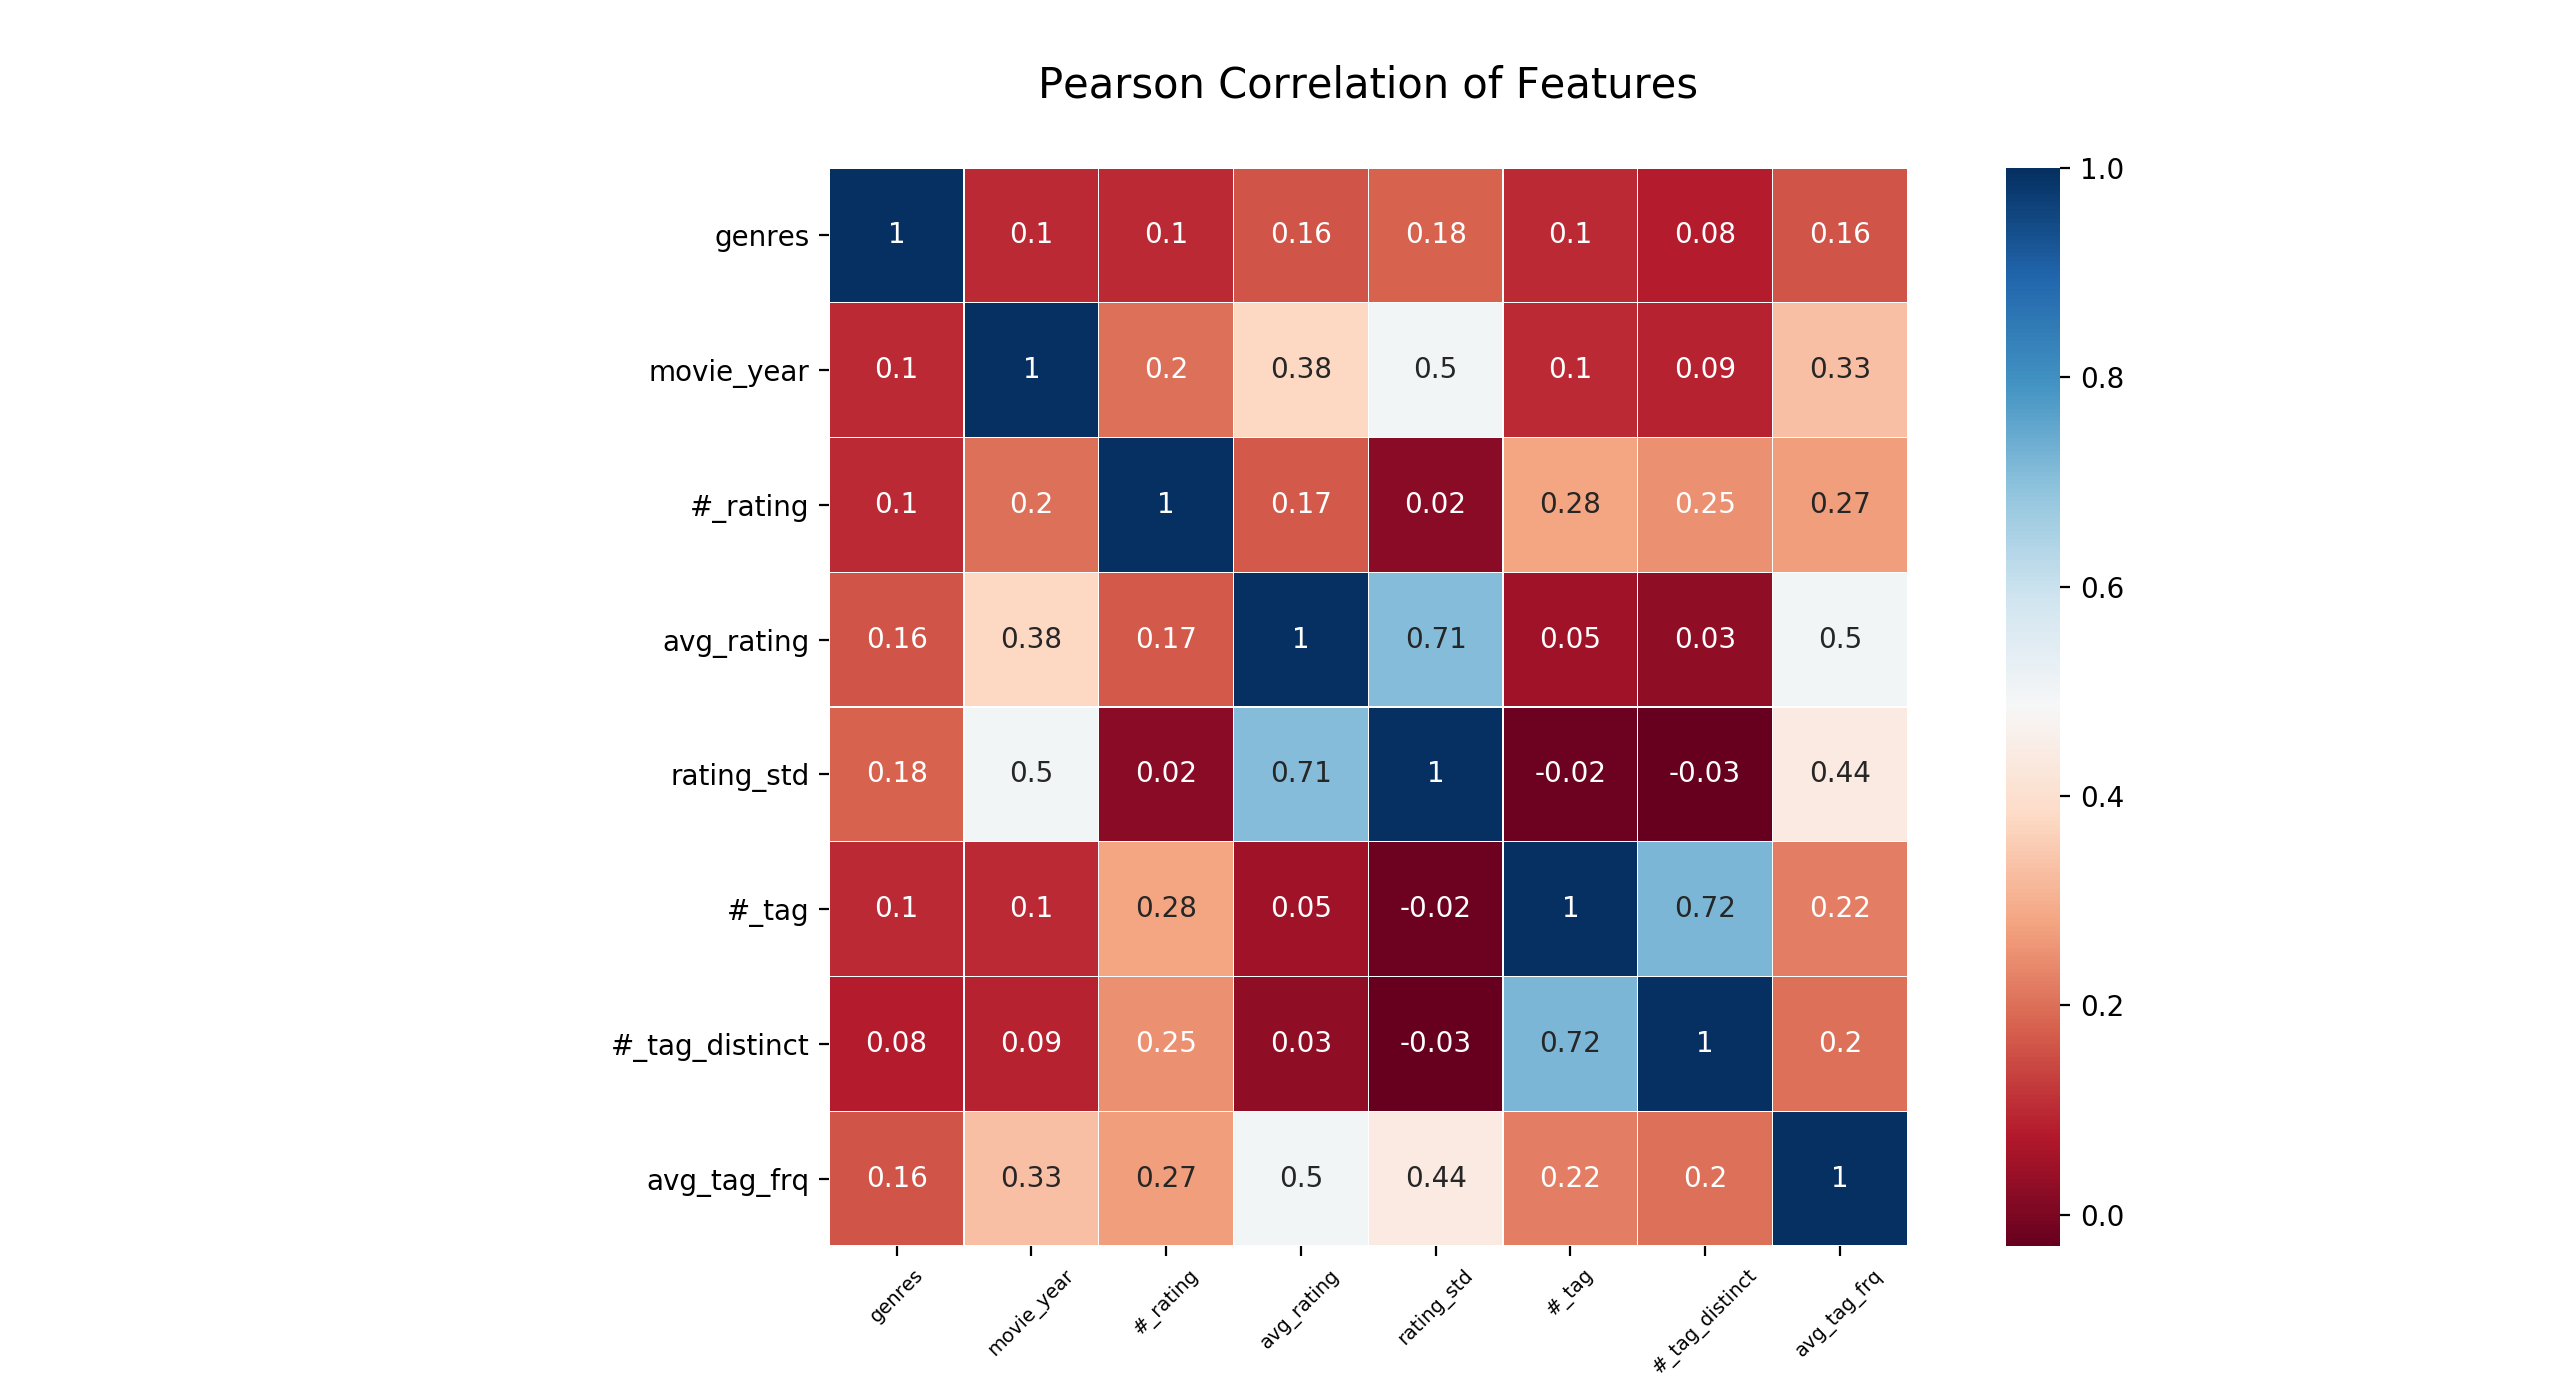 Pearson Correlation of Features
genres 1 0.1 0.1 0.16 0.18 0.1 0.08 0.16
movie_year 0.1 1 0.2 0.38 0.5 0.1 0.09 0.33
#_rating 0.1 0.2 1 0.17 0.02 0.28 0.25 0.27
avg_rating 0.16 0.38 0.17 1 0.71 0.05 0.03 0.5
rating_std 0.18 0.5 0.02 0.71 1 -0.02 -0.03 0.44
#_tag 0.1 0.1 0.28 0.05 -0.02 1 0.72 0.22
#_tag_distinct 0.08 0.09 0.25 0.03 -0.03 0.72 1 0.2
avg_tag_frq 0.16 0.33 0.27 0.5 0.44 0.22 0.2 1
genres movie_year #_rating avg_rating rating_std #_tag #_tag_distinct avg_tag_frq
1.0
0.8
0.6
0.4
0.2
0.0